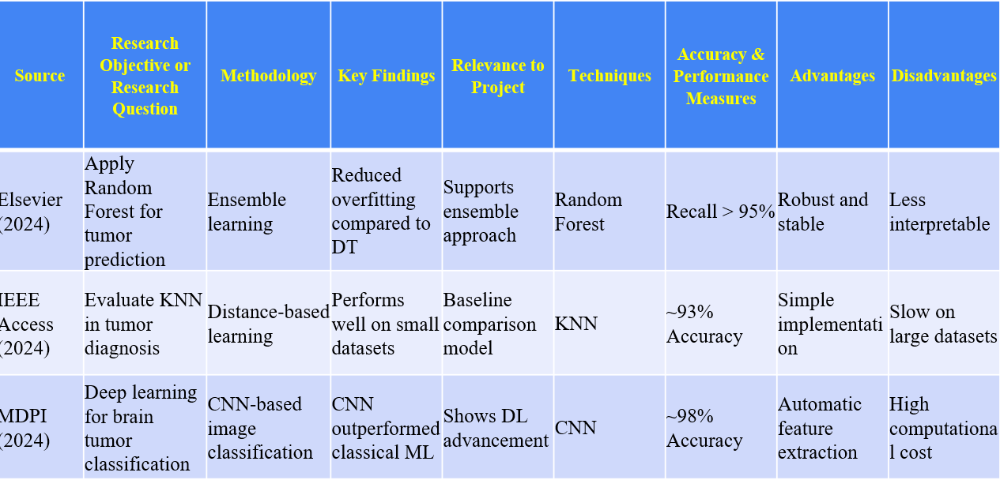 Source
Research
Objective or
Research
Question
Methodology
Key Findings
Relevance to
Project
Techniques
Accuracy &
Performance
Measures
Advantages
Disadvantages
Elsevier
(2024)
Apply
Random
Forest for
tumor
prediction
Ensemble
learning
Reduced
overfitting
compared to
DT
Supports
ensemble
approach
Random
Forest
Recall > 95%
Robust and
stable
Less
interpretable
IEEE
Access
(2024)
Evaluate KNN
in tumor
diagnosis
Distance-based
learning
Performs
well on small
datasets
Baseline
comparison
model
KNN
~93%
Accuracy
Simple
implementati
on
Slow on
large datasets
MDPI
(2024)
Deep learning
for brain
tumor
classification
CNN-based
image
classification
CNN
outperformed
classical ML
Shows DL
advancement
CNN
~98%
Accuracy
Automatic
feature
extraction
High
computationa
l cost